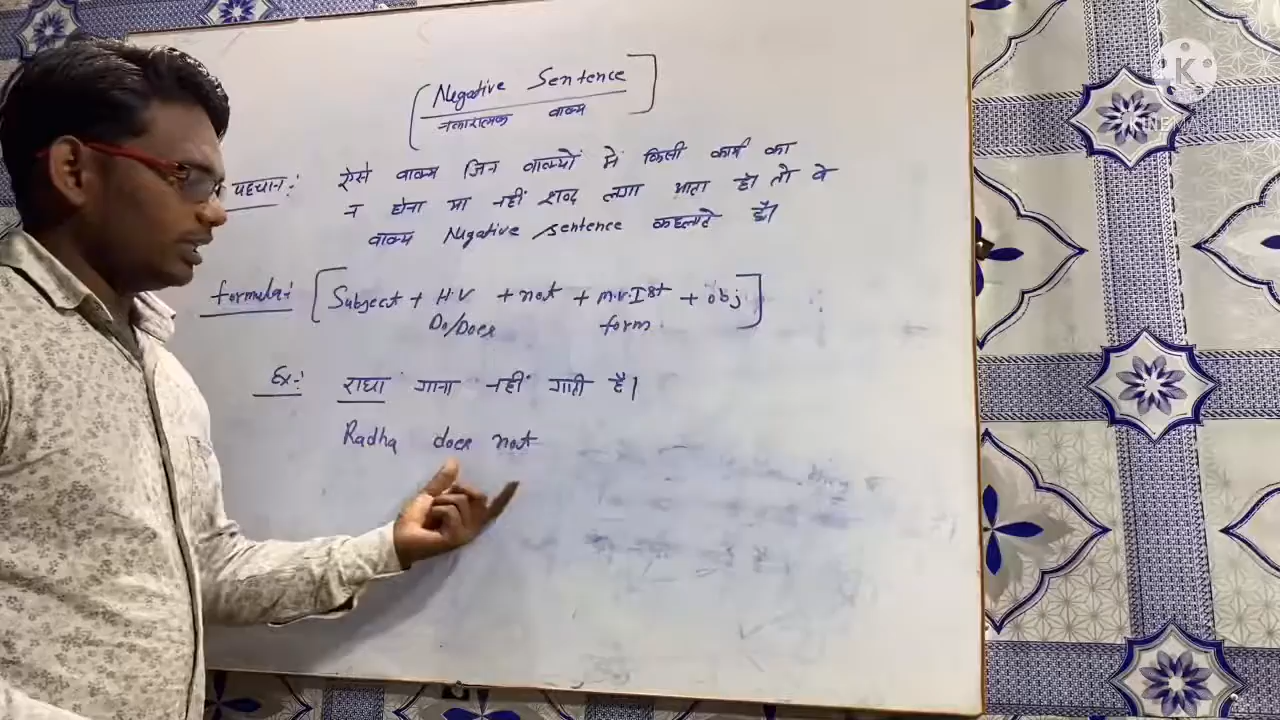 [Negative Sentence]
नकारात्मक वाक्य
पहचान:- ऐसे वाक्य जिन वाक्यों में किसी कार्य का
न होना या नहीं शब्द लगा पाता हो तो वे
वाक्य Negative sentence कहलाते है।
formula:- [Subject + H.V + not + m.v.Ist + obj]
Do/Does form.
Ex:- राधा गाना नहीं गाती है।
Radha does not
K
KINE